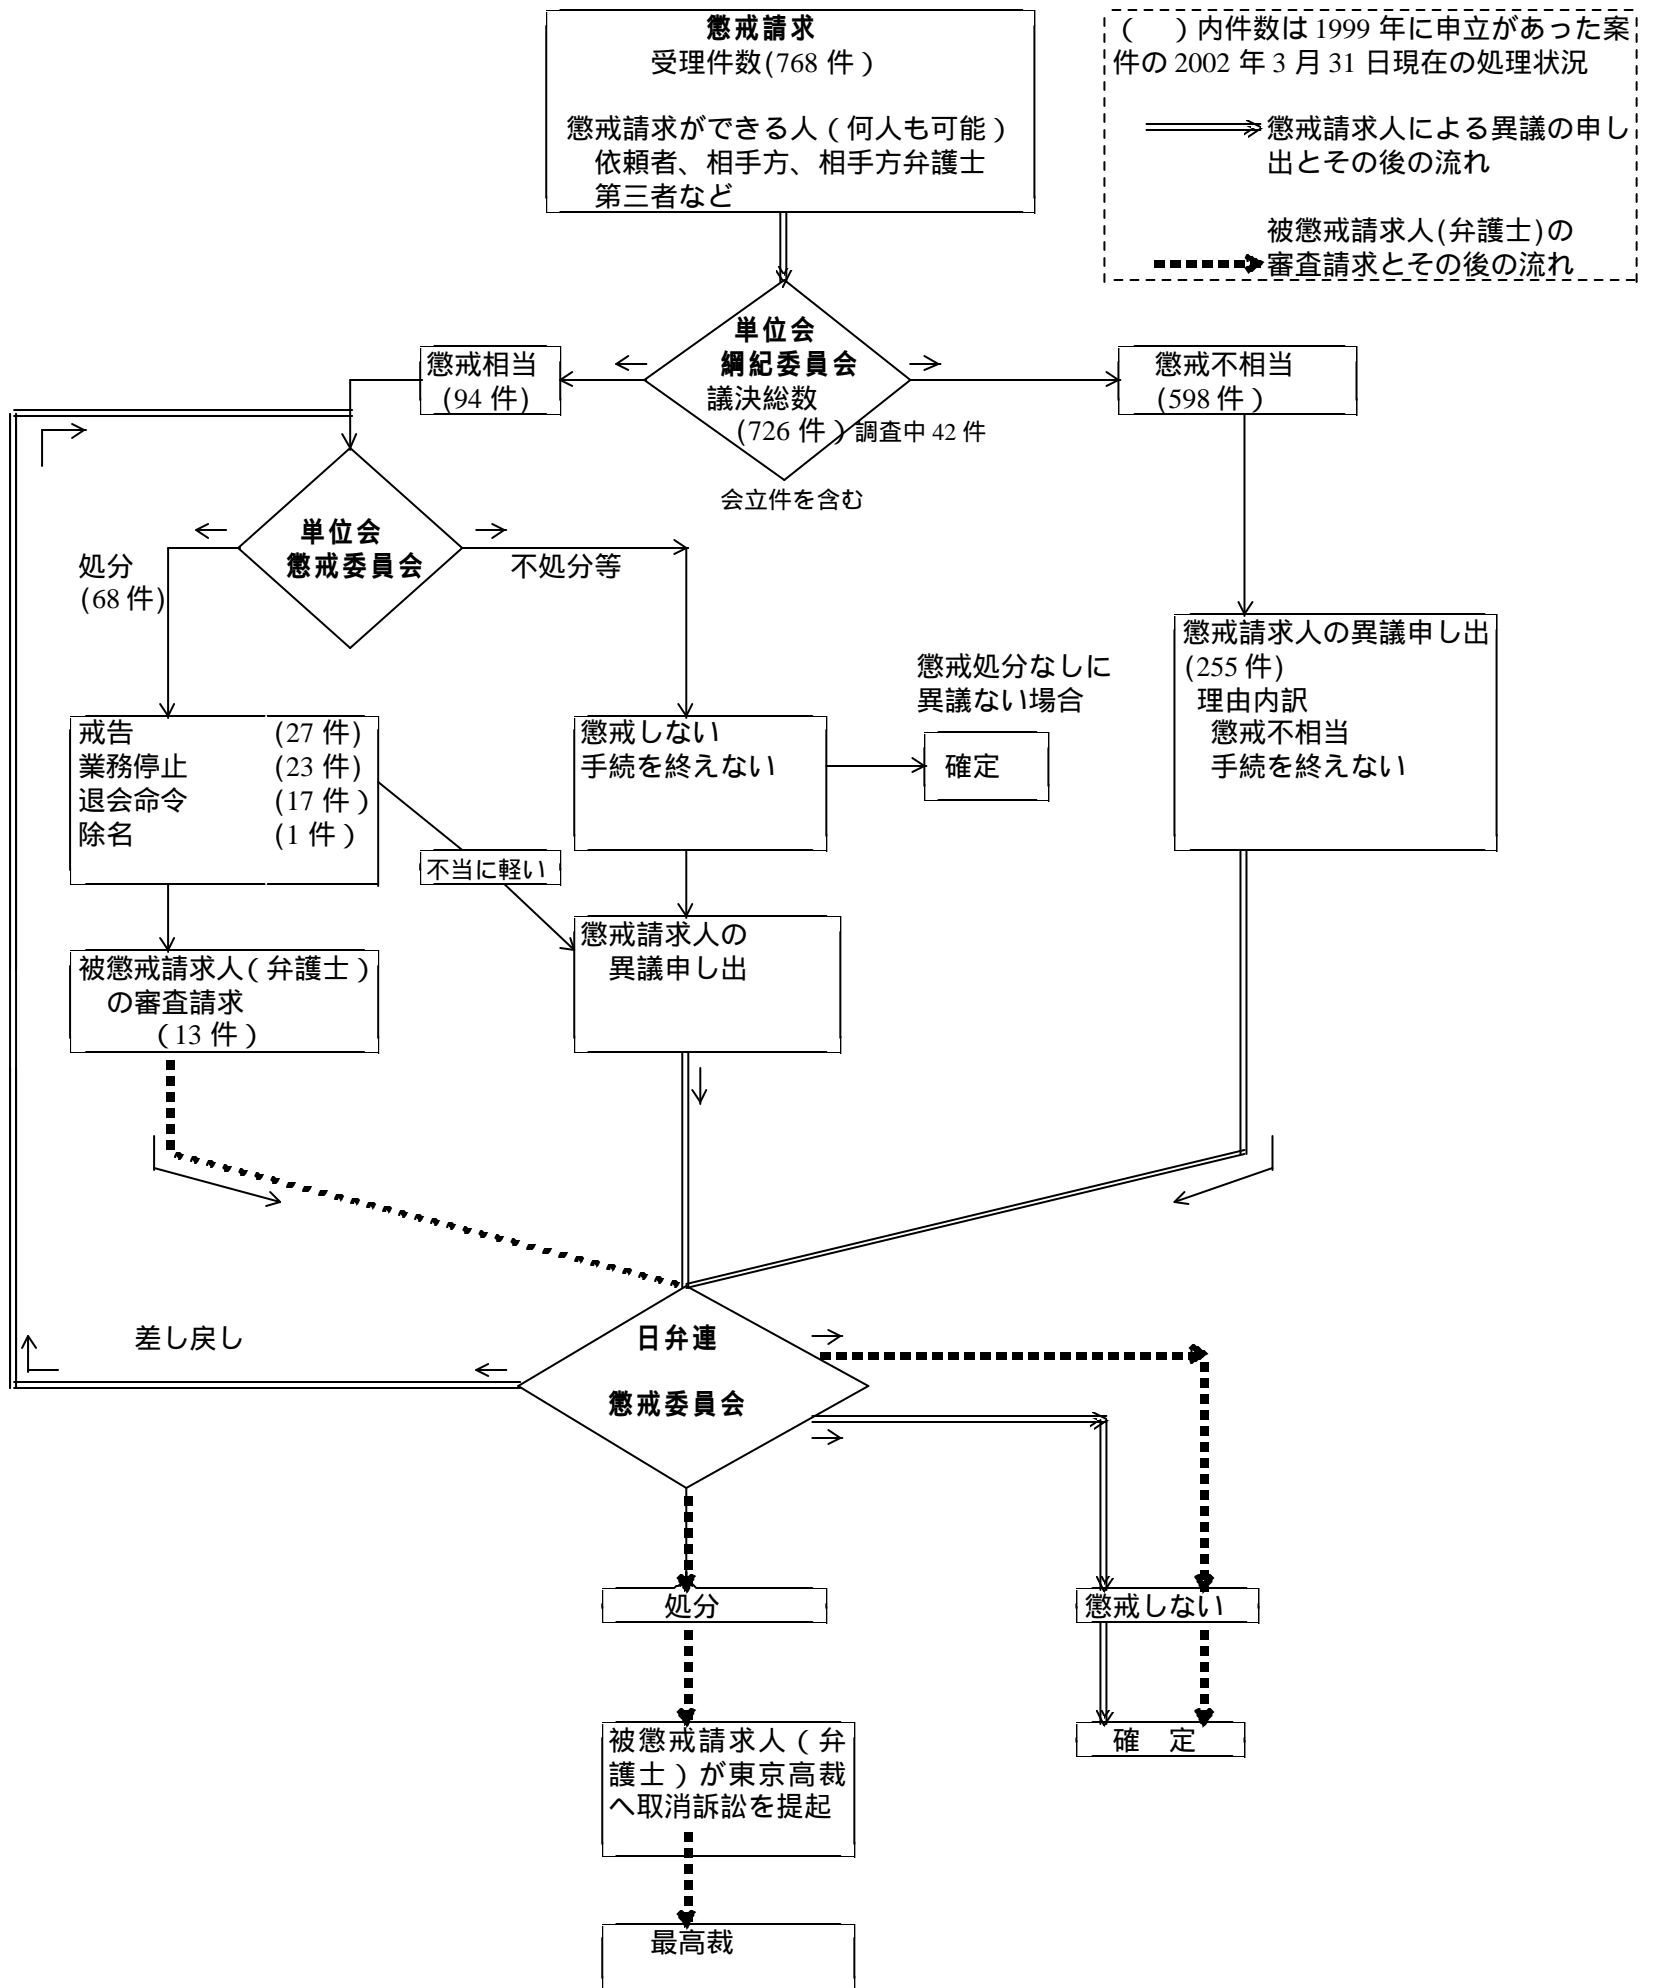 懲戒請求
受理件数(768 件)
懲戒請求ができる人(何人も可能)
依頼者、相手方、相手方弁護士
第三者など
(　)内件数は 1999 年に申立があった案
件の 2002 年 3 月 31 日現在の処理状況
懲戒請求人による異議の申し
出とその後の流れ
被懲戒請求人(弁護士)の
審査請求とその後の流れ
単位会
綱紀委員会
議決総数
(726 件) 調査中 42 件
会立件を含む
懲戒相当
(94 件)
懲戒不相当
(598 件)
単位会
懲戒委員会
処分
(68 件)
不処分等
懲戒請求人の異議申し出
(255 件)
理由内訳
懲戒不相当
手続を終えない
懲戒処分なしに
異議ない場合
確定
戒告 (27 件)
業務停止 (23 件)
退会命令 (17 件)
除名 (1 件)
懲戒しない
手続を終えない
不当に軽い
懲戒請求人の
異議申し出
被懲戒請求人(弁護士)
の審査請求
(13 件)
差し戻し
日弁連
懲戒委員会
処分
懲戒しない
被懲戒請求人(弁
護士)が東京高裁
へ取消訴訟を提起
確　定
最高裁